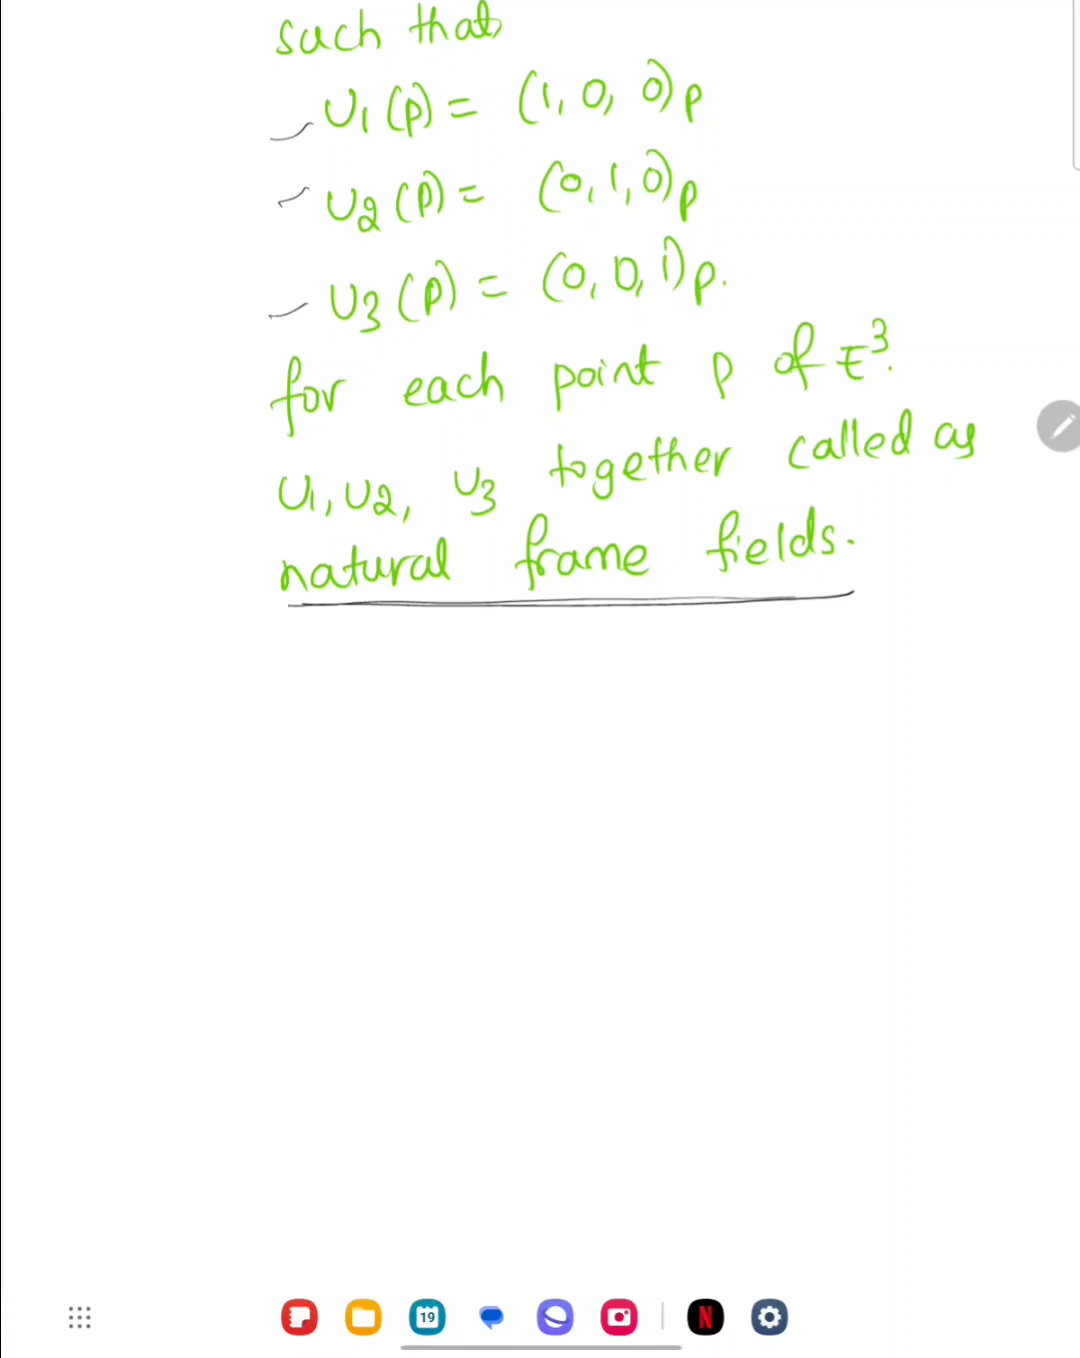 such that,
U1(p) = (1, 0, 0)p
U2(p) = (0, 1, 0)p
U3(p) = (0, 0, 1)p.
for each point p of E³.
U1, U2, U3 together called as
natural frame fields.
19
N